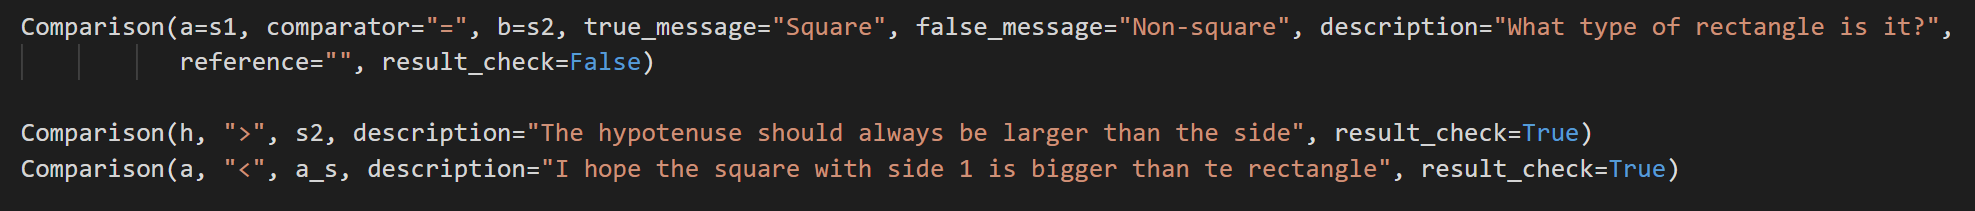 Comparison(a=s1, comparator="=", b=s2, true_message="Square", false_message="Non-square", description="What type of rectangle is it?",
reference="", result_check=False)
Comparison(h, ">", s2, description="The hypotenuse should always be larger than the side", result_check=True)
Comparison(a, "<", a_s, description="I hope the square with side 1 is bigger than te rectangle", result_check=True)